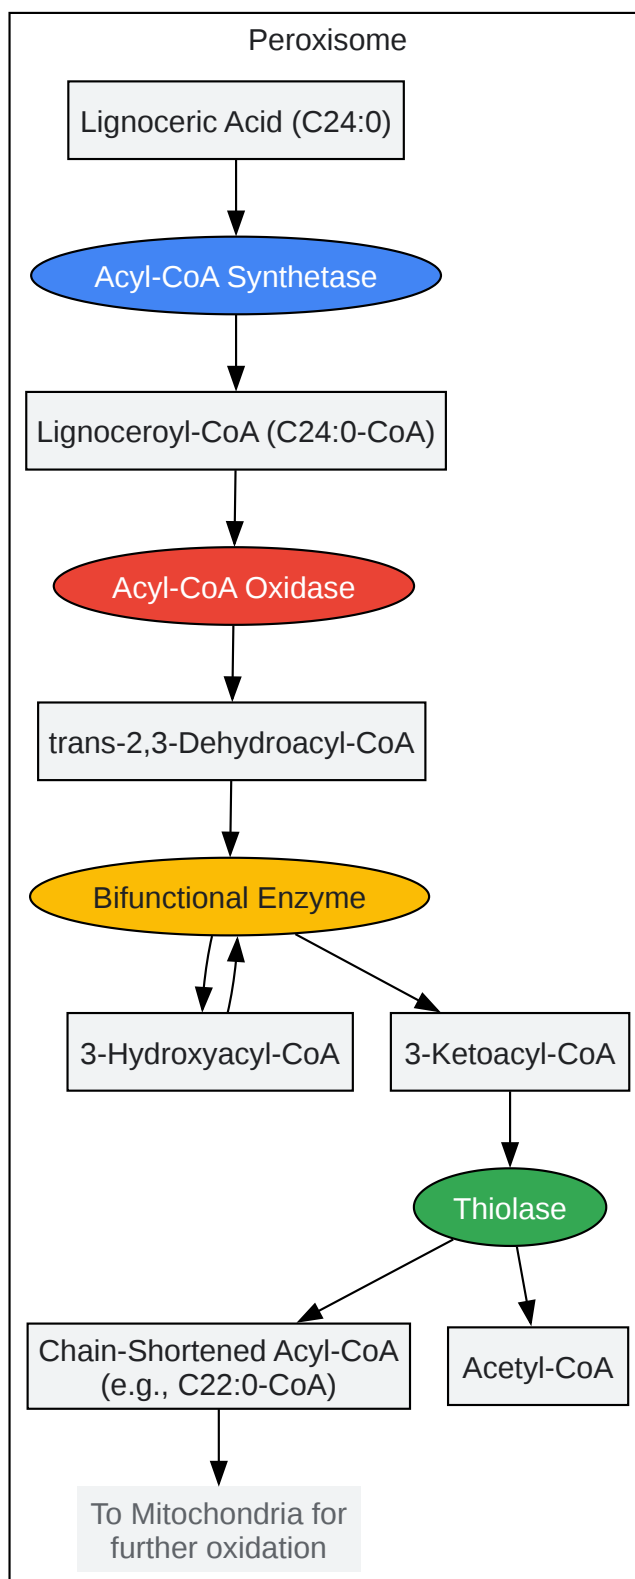 Peroxisome
Lignoceric Acid (C24:0)
Acyl-CoA Synthetase
Lignoceroyl-CoA (C24:0-CoA)
Acyl-CoA Oxidase
trans-2,3-Dehydroacyl-CoA
Bifunctional Enzyme
3-Hydroxyacyl-CoA
3-Ketoacyl-CoA
Thiolase
Chain-Shortened Acyl-CoA
(e.g., C22:0-CoA)
Acetyl-CoA
To Mitochondria for
further oxidation